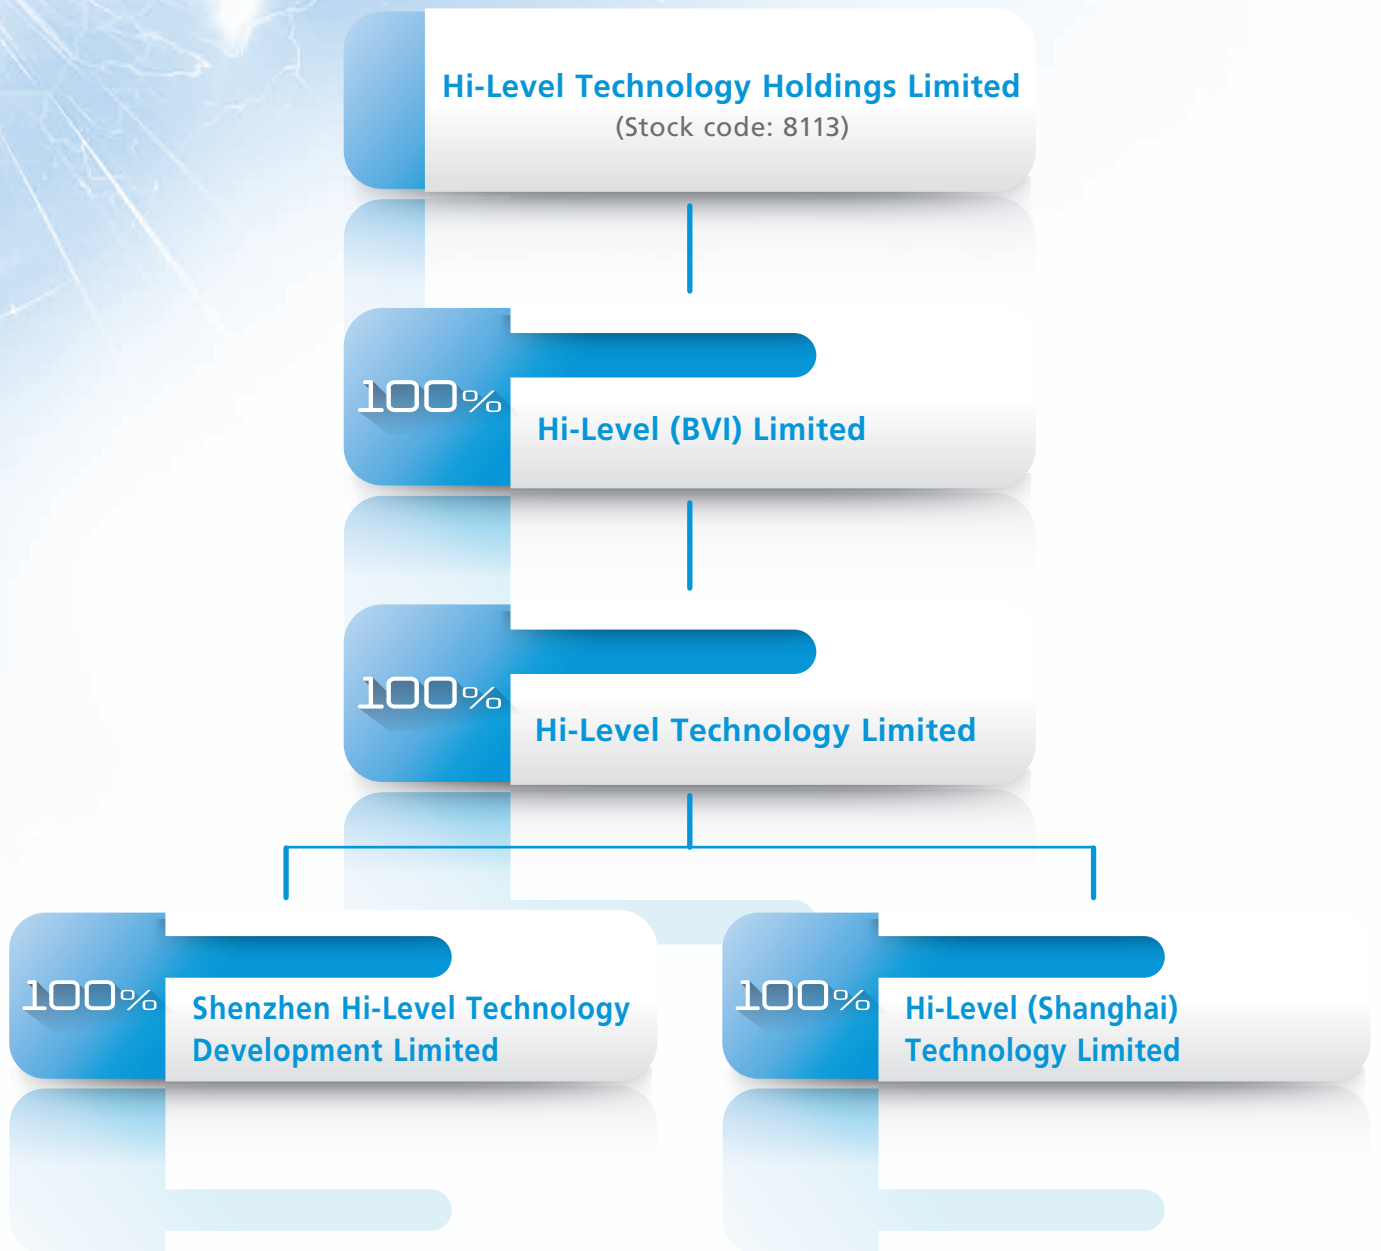 Hi-Level Technology Holdings Limited
(Stock code: 8113)
100%
Hi-Level (BVI) Limited
100%
Hi-Level Technology Limited
100%
Shenzhen Hi-Level Technology
Development Limited
100%
Hi-Level (Shanghai)
Technology Limited